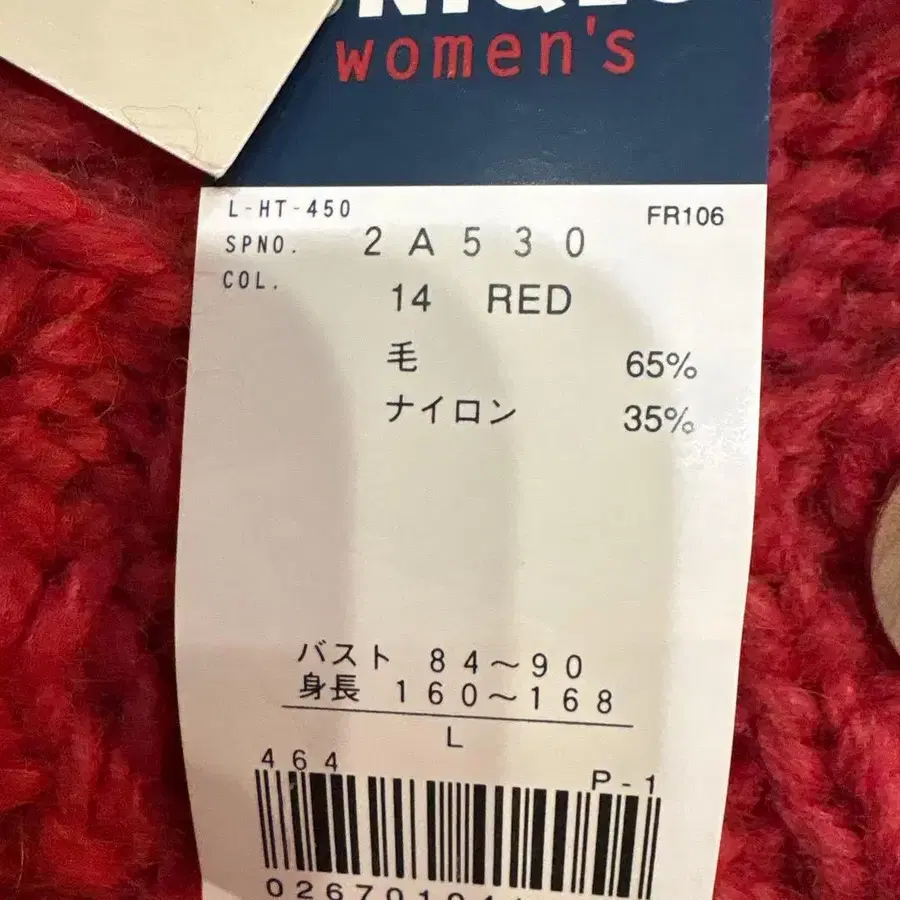 women's
L-HT-450 FR106
SPNO. 2A530
COL. 14 RED
毛 65%
ナイロン 35%
バスト 84～90
身長 160～168
L
464 P-1